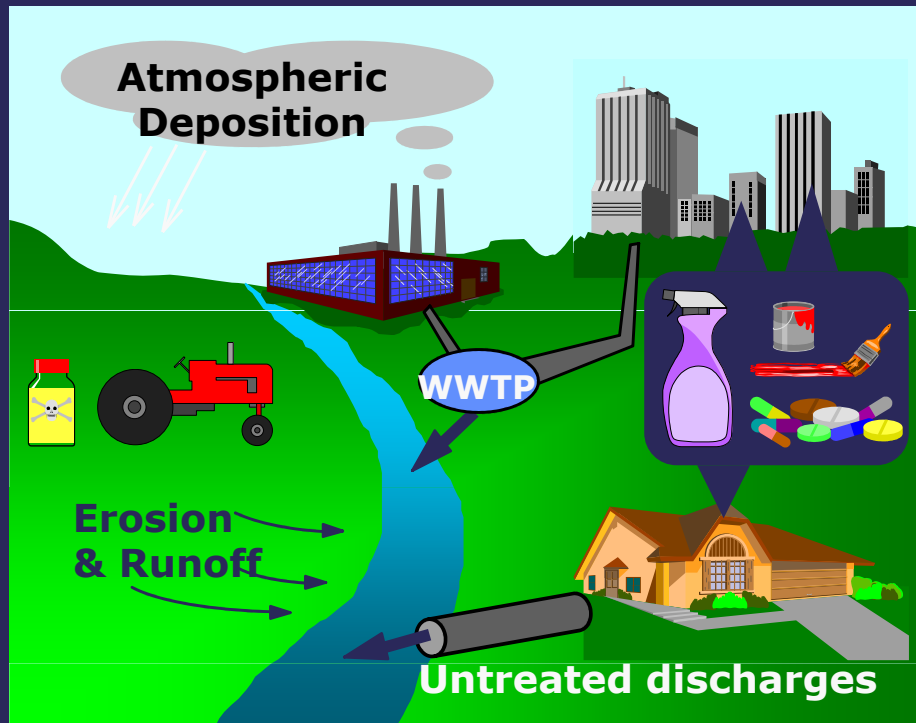 Atmospheric
Deposition
WWTP
Erosion
& Runoff
Untreated discharges